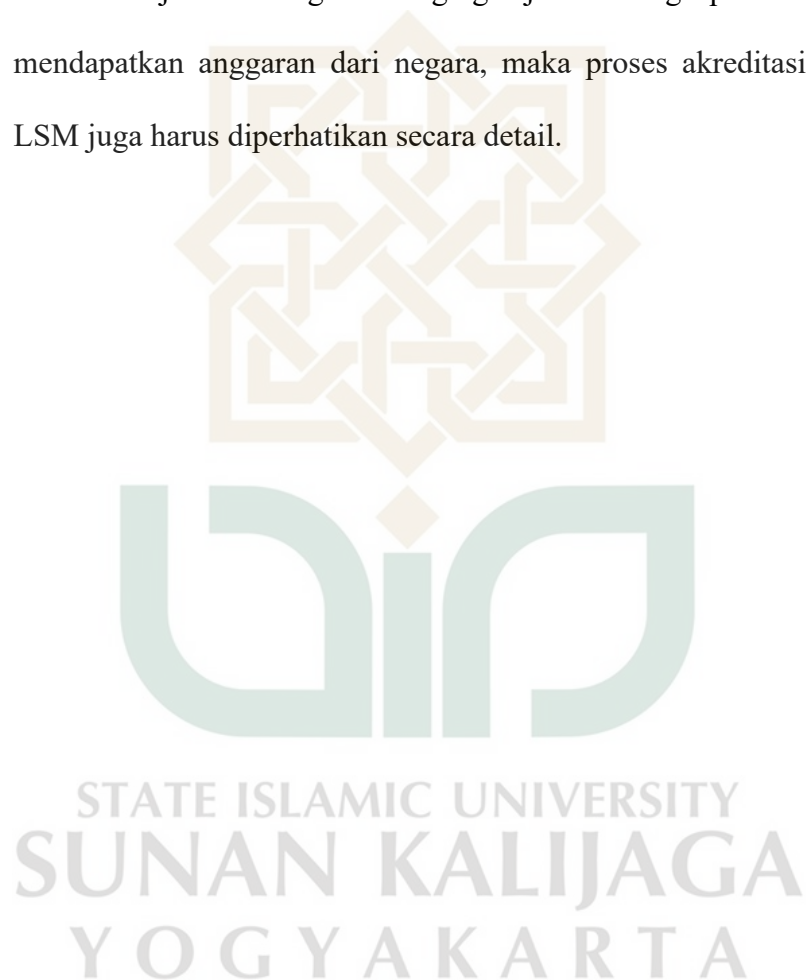 mendapatkan anggaran dari negara, maka proses akreditasi
LSM juga harus diperhatikan secara detail.
STATE ISLAMIC UNIVERSITY
SUNAN KALIJAGA
YOGYAKARTA